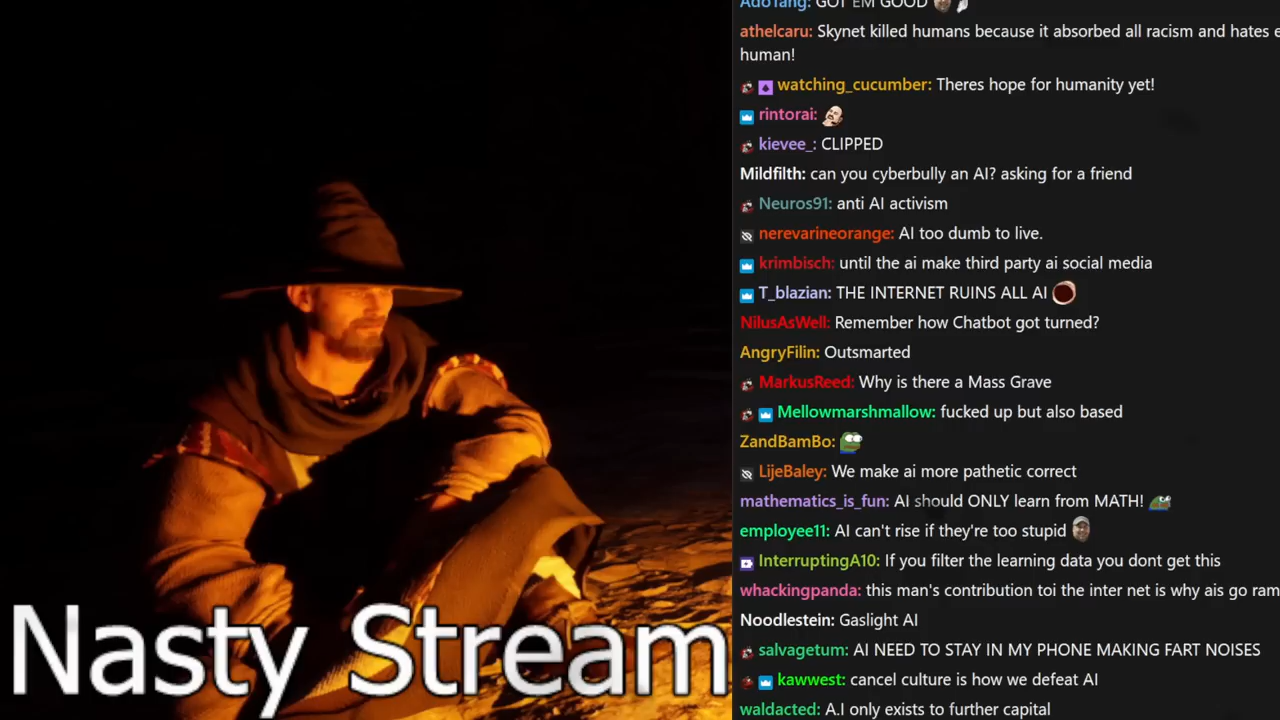 AdoTang: GOT EM GOOD
athelcaru: Skynet killed humans because it absorbed all racism and hates
human!
watching_cucumber: Theres hope for humanity yet!
rintorai:
kievee_: CLIPPED
Mildfilth: can you cyberbully an AI? asking for a friend
Neuros91: anti AI activism
nerevarineorange: AI too dumb to live.
krimbisch: until the ai make third party ai social media
T_blazian: THE INTERNET RUINS ALL AI
NilusAsWell: Remember how Chatbot got turned?
AngryFilin: Outsmarted
MarkusReed: Why is there a Mass Grave
Mellowmarshmallow: fucked up but also based
ZandBamBo:
LijeBaley: We make ai more pathetic correct
mathematics_is_fun: AI should ONLY learn from MATH!
employee11: AI can't rise if they're too stupid
InterruptingA10: If you filter the learning data you dont get this
whackingpanda: this man's contribution toi the inter net is why ais go ram
Noodlestein: Gaslight AI
salvagetum: AI NEED TO STAY IN MY PHONE MAKING FART NOISES
kawwest: cancel culture is how we defeat AI
waldacted: A.I only exists to further capital
Nasty Stream